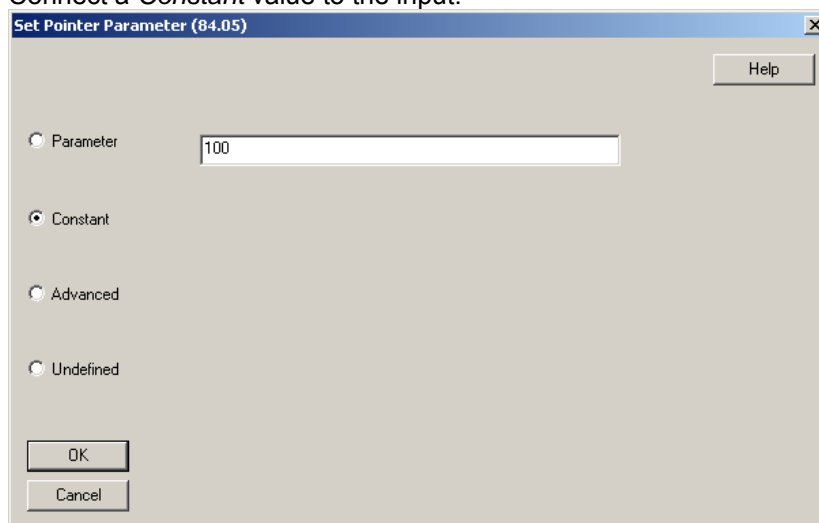 Connect a Constant value to the input.
Set Pointer Parameter (84.05)
Help
Parameter
100
Constant
Advanced
Undefined
OK
Cancel